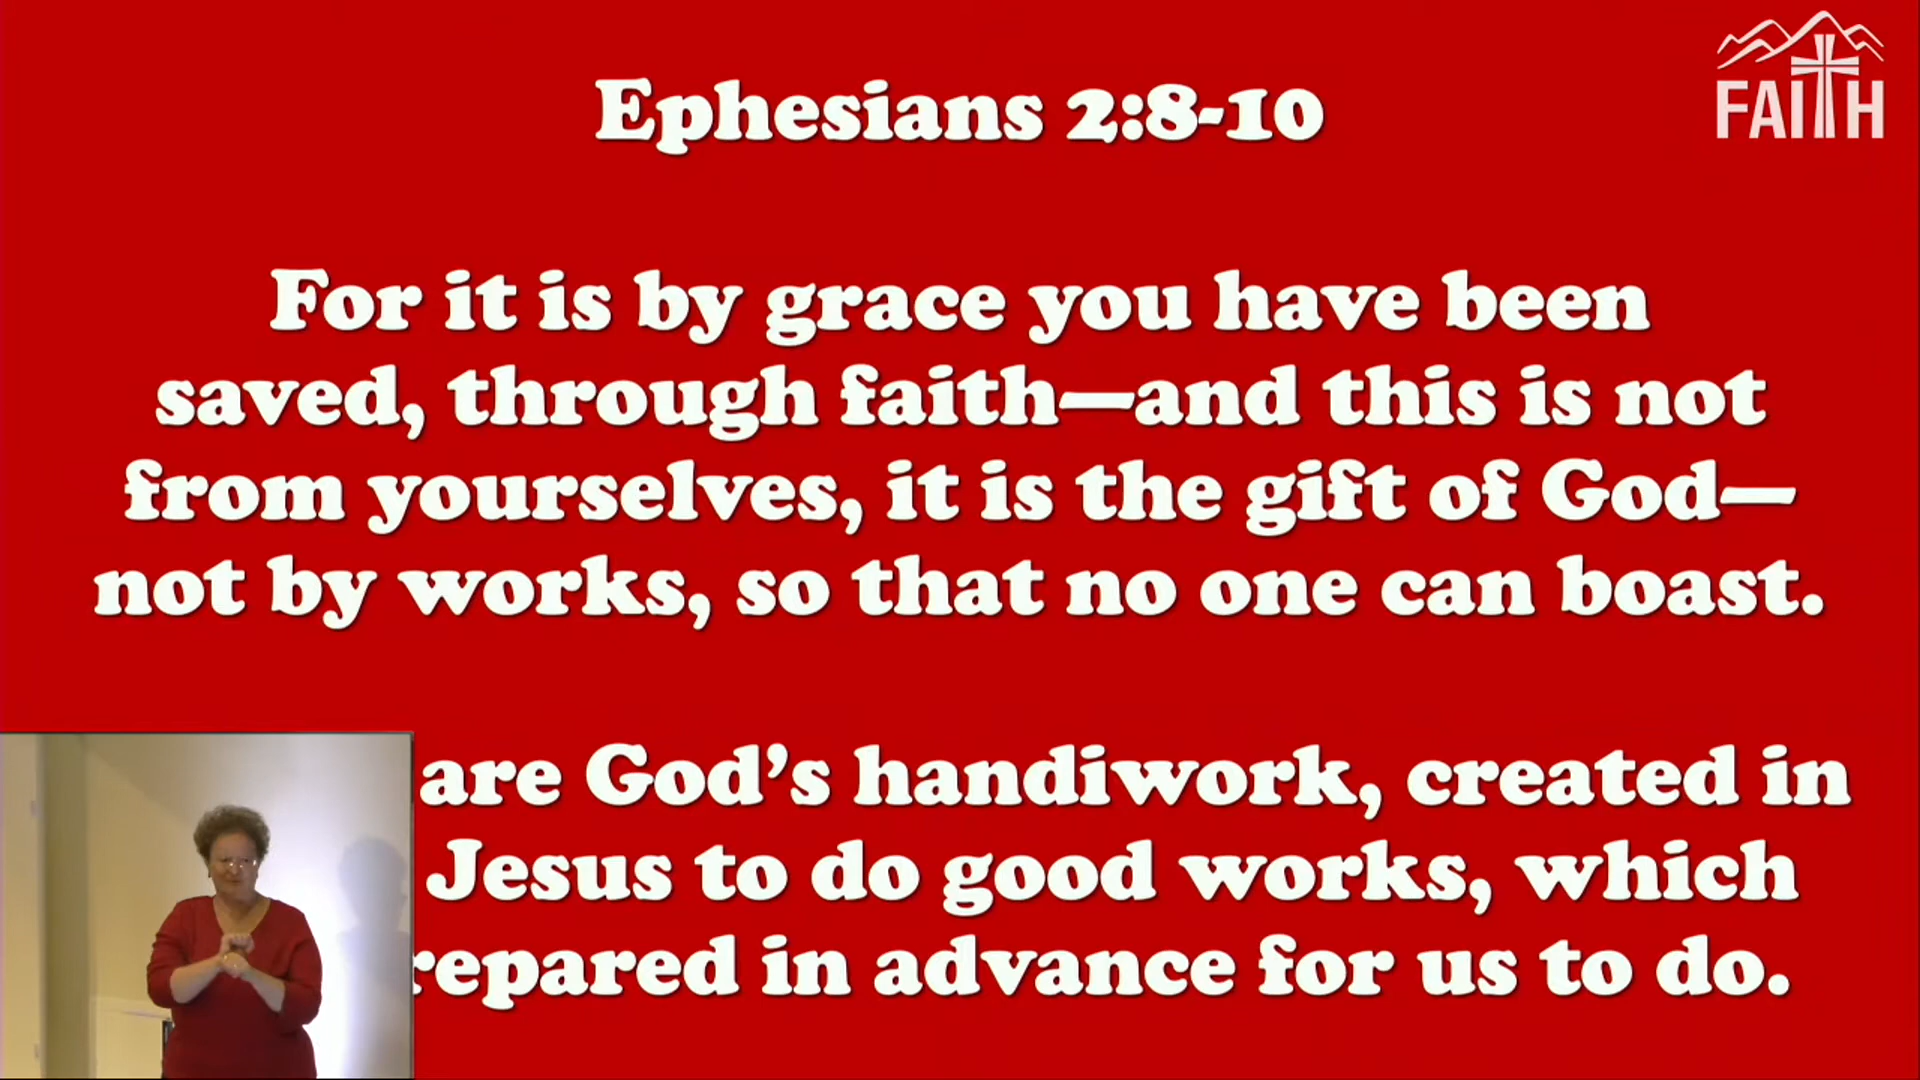 FAITH
Ephesians 2:8-10
For it is by grace you have been
saved, through faith—and this is not
from yourselves, it is the gift of God—
not by works, so that no one can boast.
are God’s handiwork, created in
Jesus to do good works, which
repared in advance for us to do.